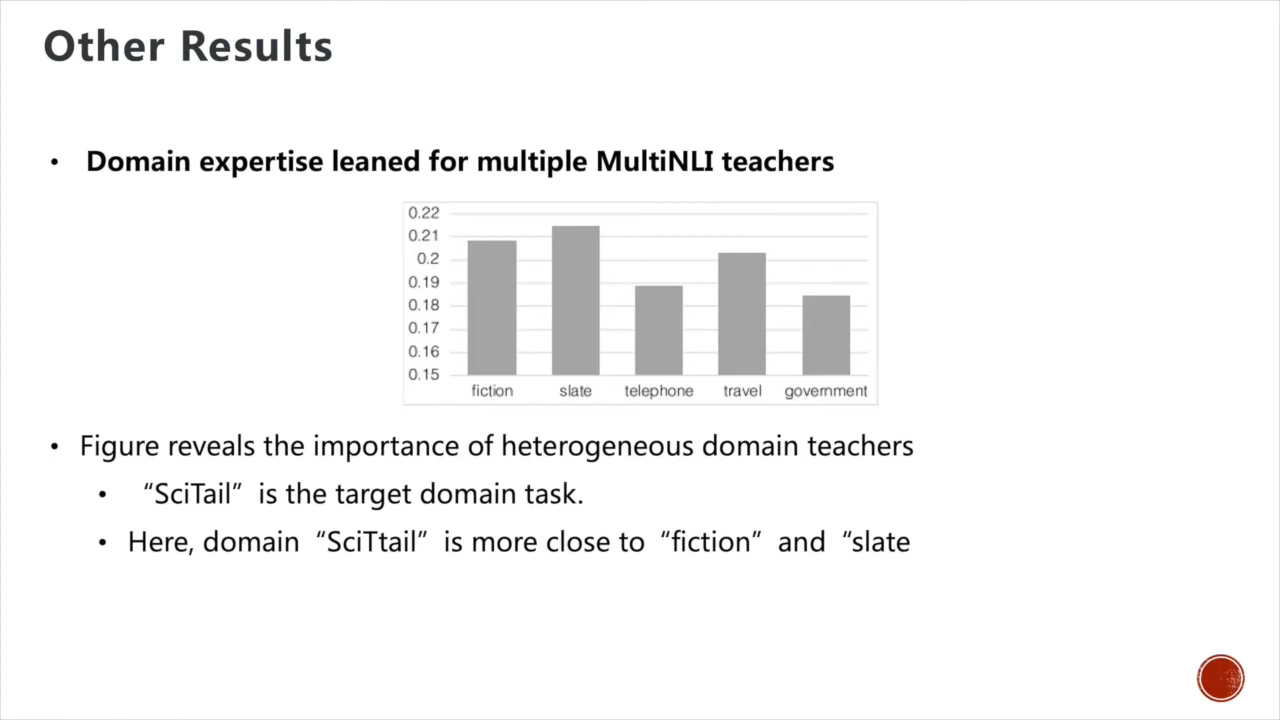 Other Results
• Domain expertise leaned for multiple MultiNLI teachers
0.22
0.21
0.2
0.19
0.18
0.17
0.16
0.15
fiction slate telephone travel government
• Figure reveals the importance of heterogeneous domain teachers
• “SciTail” is the target domain task.
• Here, domain “SciTtail” is more close to “fiction” and “slate